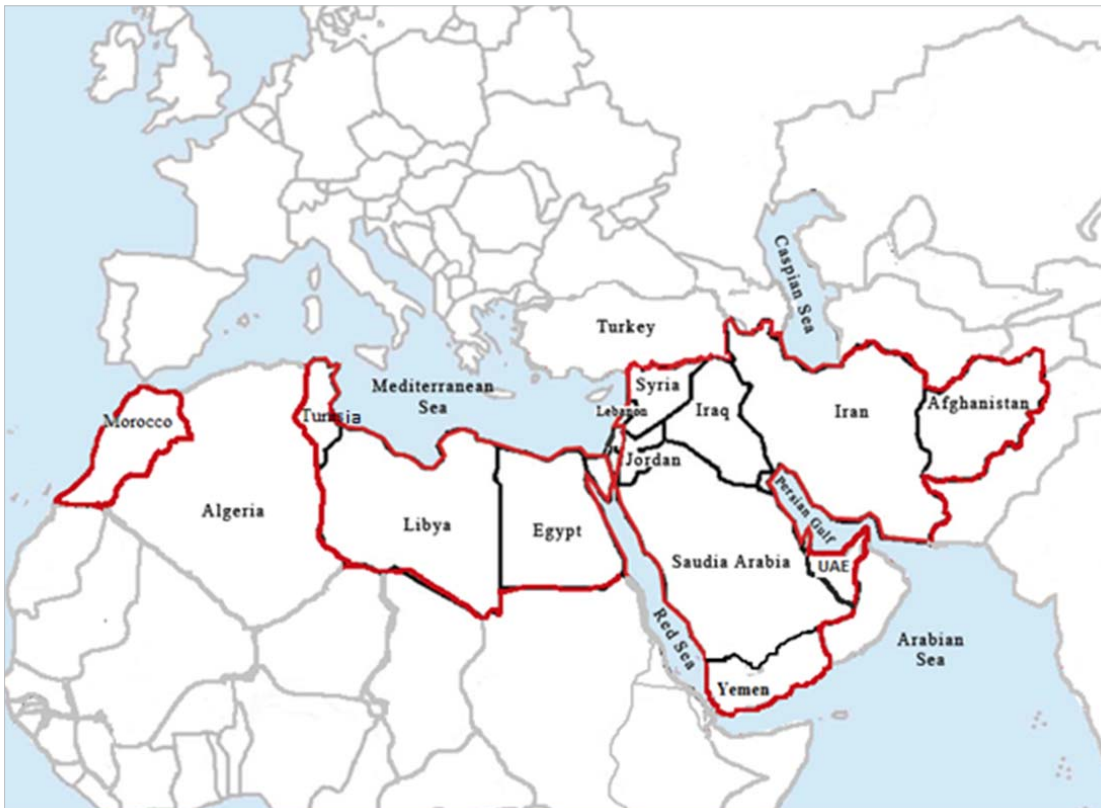 Caspian Sea
Turkey
Mediterranean
Sea
Syria
Lebanon
Iraq
Iran
Afghanistan
Morocco
Tunisia
Jordan
Algeria
Libya
Egypt
Persian Gulf
Saudia Arabia
UAE
Red Sea
Arabian
Sea
Yemen